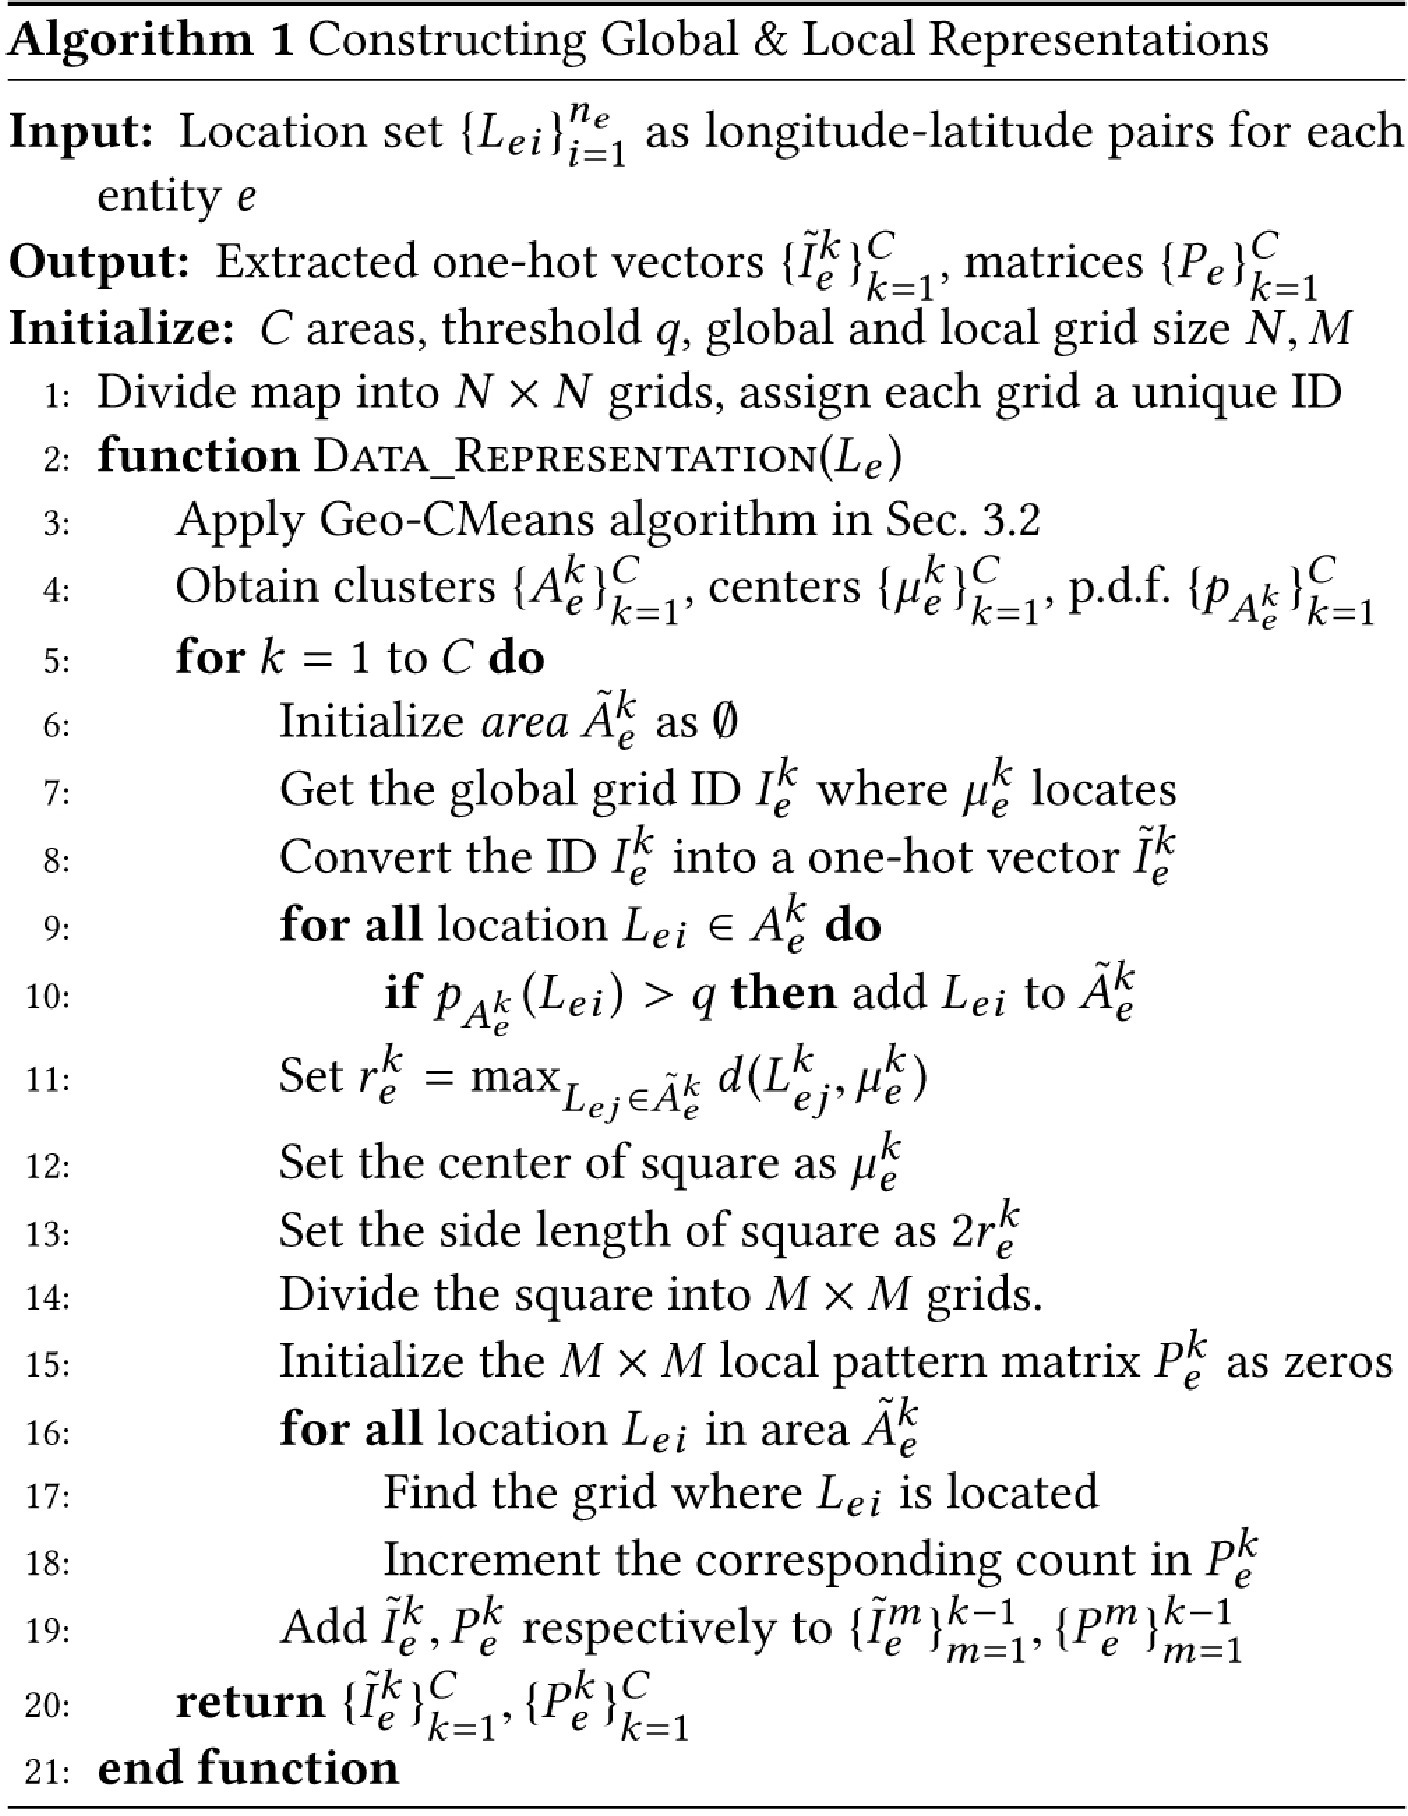 Algorithm 1 Constructing Global & Local Representations
Input: Location set $\{L_{ei}\}_{i=1}^{n_e}$ as longitude-latitude pairs for each
entity $e$
Output: Extracted one-hot vectors $\{\tilde{I}_e^k\}_{k=1}^C$, matrices $\{P_e\}_{k=1}^C$
Initialize: $C$ areas, threshold $q$, global and local grid size $N, M$
1: Divide map into $N \times N$ grids, assign each grid a unique ID
2: function DATA_REPRESENTATION($L_e$)
3: Apply Geo-CMeans algorithm in Sec. 3.2
4: Obtain clusters $\{A_e^k\}_{k=1}^C$, centers $\{\mu_e^k\}_{k=1}^C$, p.d.f. $\{p_{A_e^k}\}_{k=1}^C$
5: for $k = 1$ to $C$ do
6: Initialize area $\tilde{A}_e^k$ as $\emptyset$
7: Get the global grid ID $I_e^k$ where $\mu_e^k$ locates
8: Convert the ID $I_e^k$ into a one-hot vector $\tilde{I}_e^k$
9: for all location $L_{ei} \in A_e^k$ do
10: if $p_{A_e^k}(L_{ei}) > q$ then add $L_{ei}$ to $\tilde{A}_e^k$
11: Set $r_e^k = \max_{L_{ej} \in \tilde{A}_e^k} d(L_{ej}^k, \mu_e^k)$
12: Set the center of square as $\mu_e^k$
13: Set the side length of square as $2r_e^k$
14: Divide the square into $M \times M$ grids.
15: Initialize the $M \times M$ local pattern matrix $P_e^k$ as zeros
16: for all location $L_{ei}$ in area $\tilde{A}_e^k$
17: Find the grid where $L_{ei}$ is located
18: Increment the corresponding count in $P_e^k$
19: Add $\tilde{I}_e^k, P_e^k$ respectively to $\{\tilde{I}_e^m\}_{m=1}^{k-1}, \{P_e^m\}_{m=1}^{k-1}$
20: return $\{\tilde{I}_e^k\}_{k=1}^C, \{P_e^k\}_{k=1}^C$
21: end function